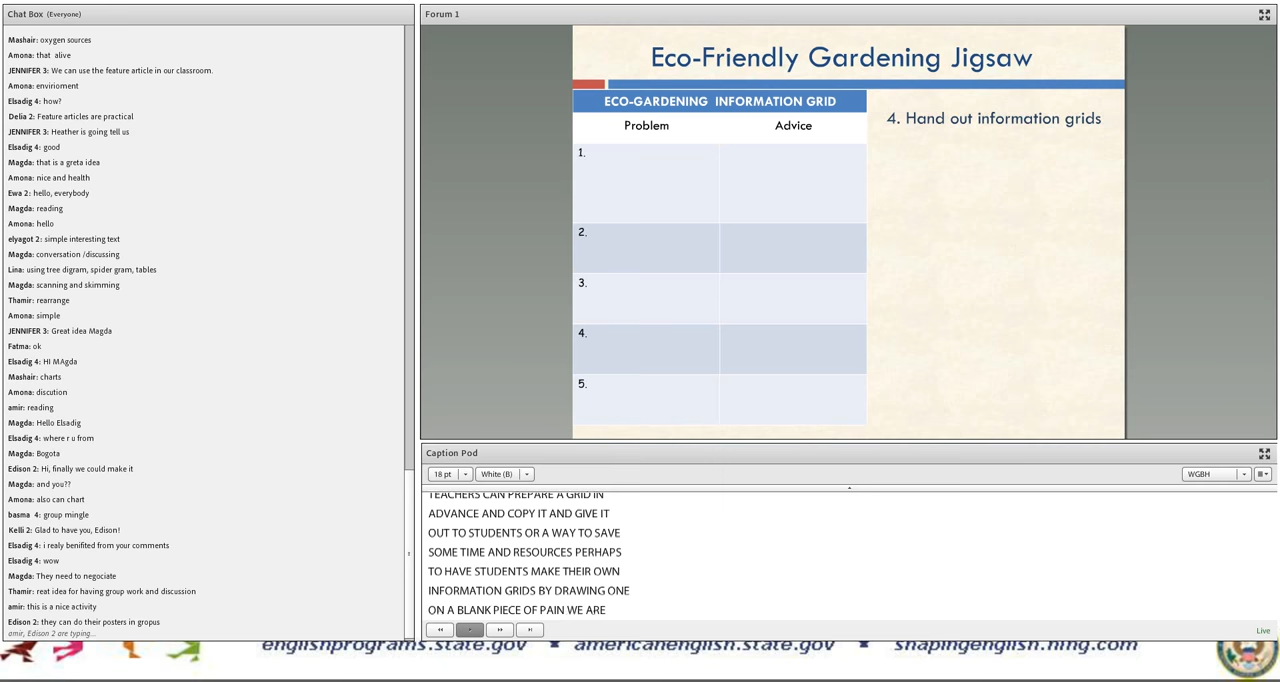 Chat Box (Everyone)
Mashair: oxygen sources
Amona: that alive
JENNIFER 3: We can use the feature article in our classroom.
Amona: envirioment
Elsadig 4: how?
Delia 2: Feature articles are practical
JENNIFER 3: Heather is going tell us
Elsadig 4: good
Magda: that is a greta idea
Amona: nice and health
Ewa 2: hello, everybody
Magda: reading
Amona: hello
elyagot 2: simple interesting text
Magda: conversation /discussing
Lina: using tree digram, spider gram, tables
Magda: scanning and skimming
Thamir: rearrange
Amona: simple
JENNIFER 3: Great idea Magda
Fatma: ok
Elsadig 4: HI MAgda
Mashair: charts
Amona: discution
amir: reading
Magda: Hello Elsadig
Elsadig 4: where r u from
Magda: Bogota
Edison 2: Hi, finally we could make it
Magda: and you??
Amona: also can chart
basma 4: group mingle
Kelli 2: Glad to have you, Edison!
Elsadig 4: i realy benifited from your comments
Elsadig 4: wow
Magda: They need to negotiate
Thamir: reat idea for having group work and discussion
amir: this is a nice activity
Edison 2: they can do their posters in gropus
amir, Edison 2 are typing...
Forum 1
Eco-Friendly Gardening Jigsaw
ECO-GARDENING INFORMATION GRID
Problem Advice
1.
2.
3.
4.
5.
4. Hand out information grids
Caption Pod
18 pt White (B) WGBH
TEACHERS CAN PREPARE A GRID IN
ADVANCE AND COPY IT AND GIVE IT
OUT TO STUDENTS OR A WAY TO SAVE
SOME TIME AND RESOURCES PERHAPS
TO HAVE STUDENTS MAKE THEIR OWN
INFORMATION GRIDS BY DRAWING ONE
ON A BLANK PIECE OF PAIN WE ARE
Live
englishprograms.state.gov americanenglish.state.gov shapingenglish.ning.com